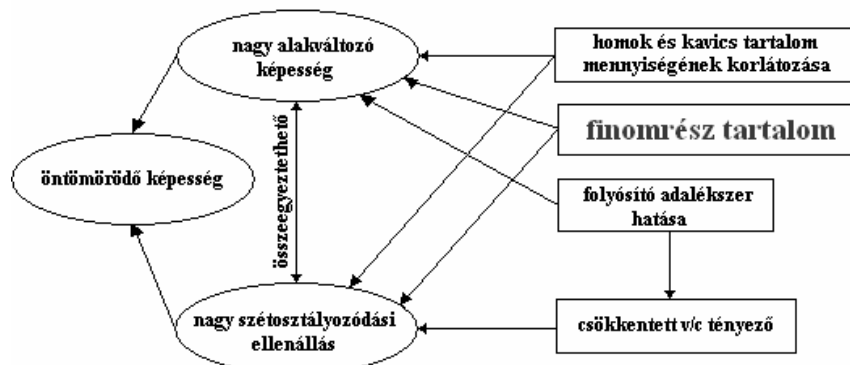 nagy alakváltozó
képesség
homok és kavics tartalom
mennyiségének korlátozása
finomrész tartalom
öntömörödő képesség
összeegyeztethető
folyósító adalékszer
hatása
nagy szétosztályozódási
ellenállás
csökkentett v/c tényező